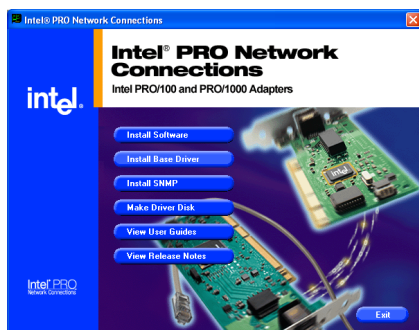 Intel® PRO Network Connections
intel®
Intel® PRO Network
Connections
Intel PRO/100 and PRO/1000 Adapters
Install Software
Install Base Driver
Install SNMP
Make Driver Disk
View User Guides
View Release Notes
intel
Intel® PRO
Network Connections
Exit